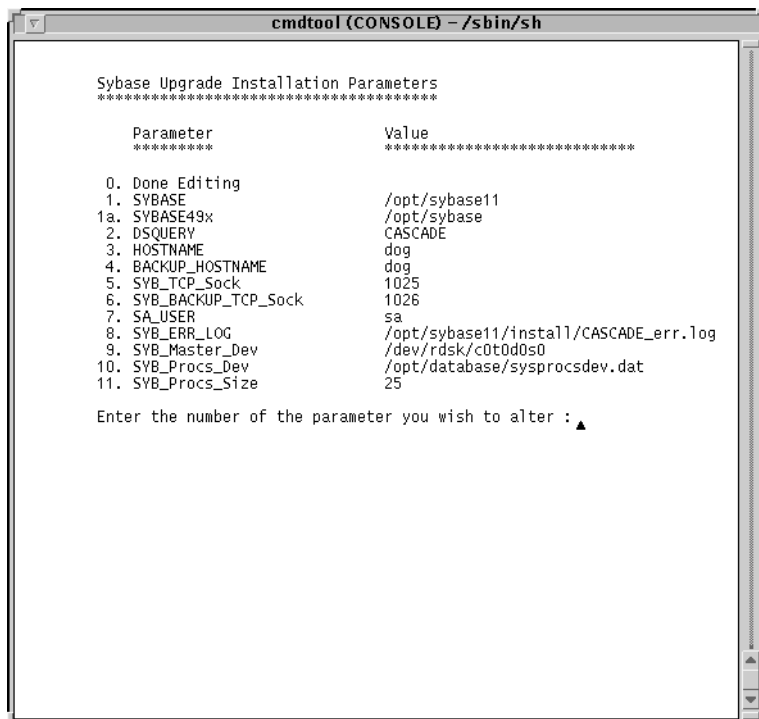 cmdtool (CONSOLE) – /sbin/sh
Sybase Upgrade Installation Parameters
**************************************
Parameter Value
********* ****************************
0. Done Editing
1. SYBASE /opt/sybase11
1a. SYBASE49x /opt/sybase
2. DSQUERY CASCADE
3. HOSTNAME dog
4. BACKUP_HOSTNAME dog
5. SYB_TCP_Sock 1025
6. SYB_BACKUP_TCP_Sock 1026
7. SA_USER sa
8. SYB_ERR_LOG /opt/sybase11/install/CASCADE_err.log
9. SYB_Master_Dev /dev/rdsk/c0t0d0s0
10. SYB_Procs_Dev /opt/database/sysprocsdev.dat
11. SYB_Procs_Size 25
Enter the number of the parameter you wish to alter :